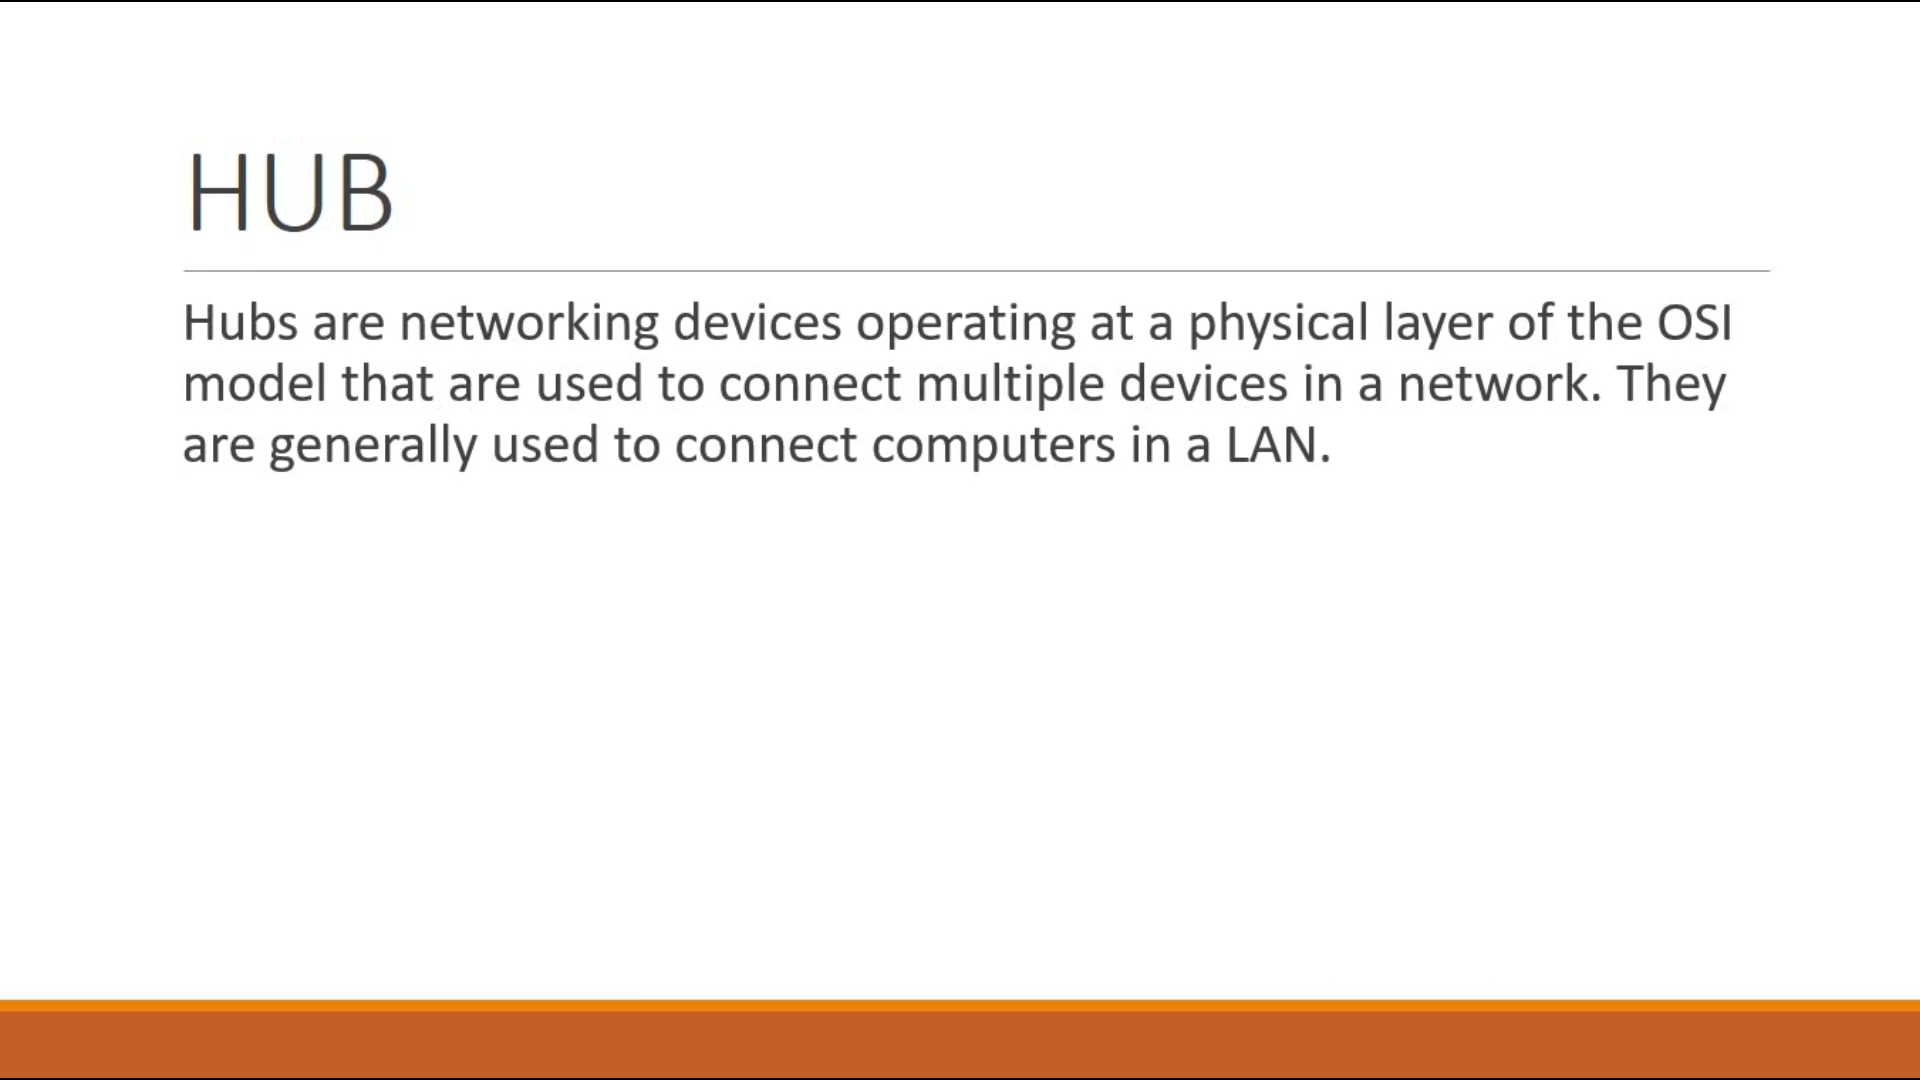 HUB
Hubs are networking devices operating at a physical layer of the OSI
model that are used to connect multiple devices in a network. They
are generally used to connect computers in a LAN.